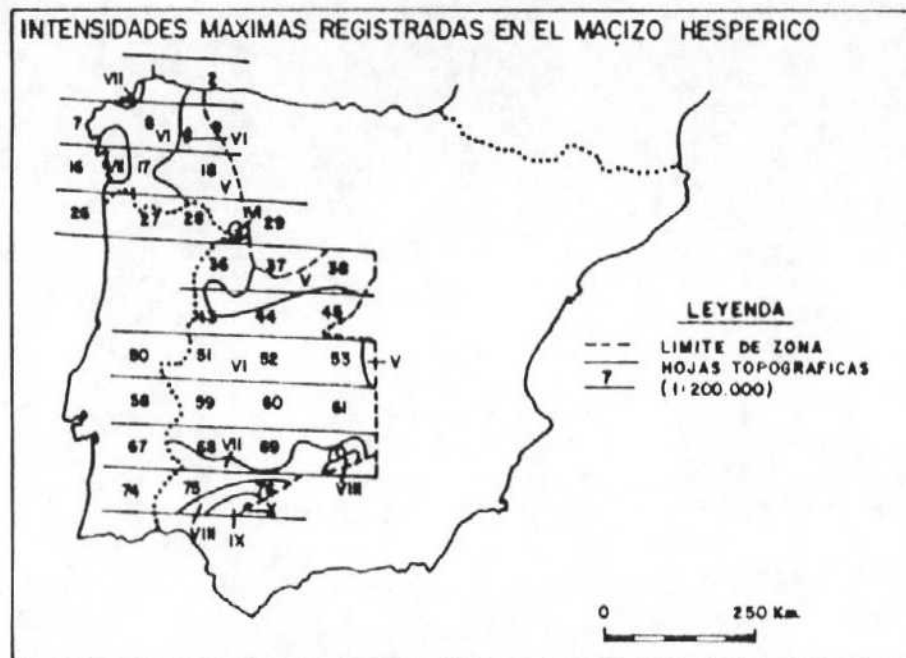 INTENSIDADES MAXIMAS REGISTRADAS EN EL MACIZO HESPERICO
2
VII
7 8 VI 9 VI
16 VII 17 18
V
26 27 28 VI 29
36 37 38
V
43 44 45
50 51 VI 52 53 V
58 59 60 61
67 68 VII 69
VIII
74 75 76
X
VIII IX
LEYENDA
LIMITE DE ZONA
7 HOJAS TOPOGRAFICAS
(1:200.000)
0 250 Km.